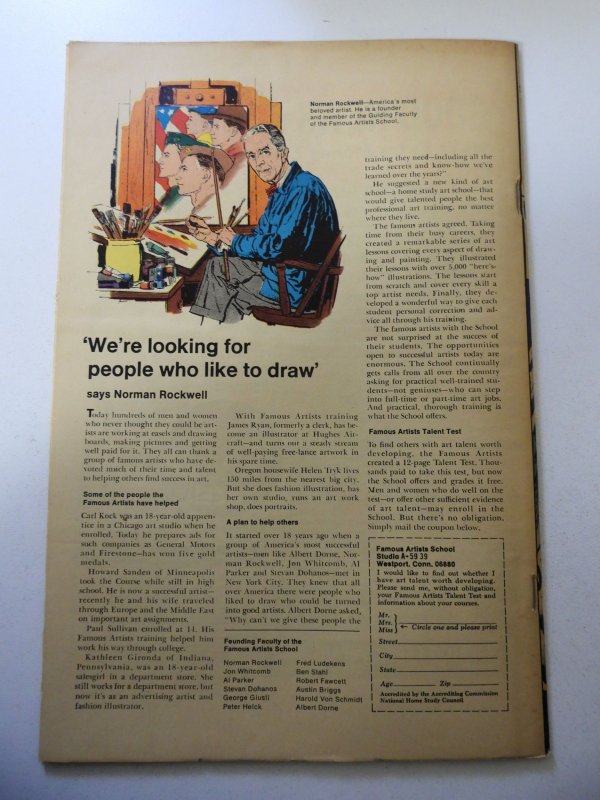 Norman Rockwell—America's most
beloved artist. He is a founder
and member of the Guiding Faculty
of the Famous Artists School.
'We're looking for
people who like to draw'
says Norman Rockwell
Today hundreds of men and women
who never thought they could be art-
ists are working at easels and drawing
boards, making pictures and getting
well paid for it. They all can thank a
group of famous artists who have de-
voted much of their time and talent
to helping others find success in art.
Some of the people the
Famous Artists have helped
Carl Kock was an 18-year-old appren-
tice in a Chicago art studio when he
enrolled. Today he prepares ads for
such companies as General Motors
and Firestone—has won five gold
medals.
Howard Sanden of Minneapolis
took the Course while still in high
school. He is now a successful artist—
recently he and his wife traveled
through Europe and the Middle East
on important art assignments.
Paul Sullivan enrolled at 14. His
Famous Artists training helped him
work his way through college.
Kathleen Gironda of Indiana,
Pennsylvania, was an 18-year-old
salesgirl in a department store. She
still works for a department store, but
now it's as an advertising artist and
fashion illustrator.
With Famous Artists training
James Ryan, formerly a clerk, has be-
come an illustrator at Hughes Air-
craft—and turns out a steady stream
of well-paying free-lance artwork in
his spare time.
Oregon housewife Helen Tryk lives
150 miles from the nearest big city.
But she does fashion illustration, has
her own studio, runs an art work
shop, does portraits.
A plan to help others
It started over 18 years ago when a
group of America's most successful
artists—men like Albert Dorne, Nor-
man Rockwell, Jon Whitcomb, Al
Parker and Stevan Dohanos—met in
New York City. They knew that all
over America there were people who
liked to draw who could be turned
into good artists. Albert Dorne asked,
"Why can't we give these people the
Founding Faculty of the
Famous Artists School
Norman Rockwell
Jon Whitcomb
Al Parker
Stevan Dohanos
George Giusti
Peter Helck
Fred Ludekens
Ben Stahl
Robert Fawcett
Austin Briggs
Harold Von Schmidt
Albert Dorne
training they need—including all the
trade secrets and know-how we've
learned over the years?"
He suggested a new kind of art
school—a home study art school—that
would give talented people the best
professional art training, no matter
where they live.
The famous artists agreed. Taking
time from their busy careers, they
created a remarkable series of art
lessons covering every aspect of draw-
ing and painting. They illustrated
their lessons with over 5,000 "here's-
how" illustrations. The lessons start
from scratch and cover every skill a
top artist needs. Finally, they de-
veloped a wonderful way to give each
student personal correction and ad-
vice all through his training.
The famous artists with the School
are not surprised at the success of
their students. The opportunities
open to successful artists today are
enormous. The School continually
gets calls from all over the country
asking for practical well-trained stu-
dents—not geniuses—who can step
into full-time or part-time art jobs.
And practical, thorough training is
what the School offers.
Famous Artists Talent Test
To find others with art talent worth
developing, the Famous Artists
created a 12-page Talent Test. Thou-
sands paid to take this test, but now
the School offers and grades it free.
Men and women who do well on the
test—or offer other sufficient evidence
of art talent—may enroll in the
School. But there's no obligation.
Simply mail the coupon below.
Famous Artists School
Studio A-59 39
Westport, Conn. 06880
I would like to find out whether I
have art talent worth developing.
Please send me, without obligation,
your Famous Artists Talent Test and
information about your courses.
Mr.
Mrs. ← Circle one and please print
Miss
Street
City
State
Age Zip
Accredited by the Accrediting Commission
National Home Study Council